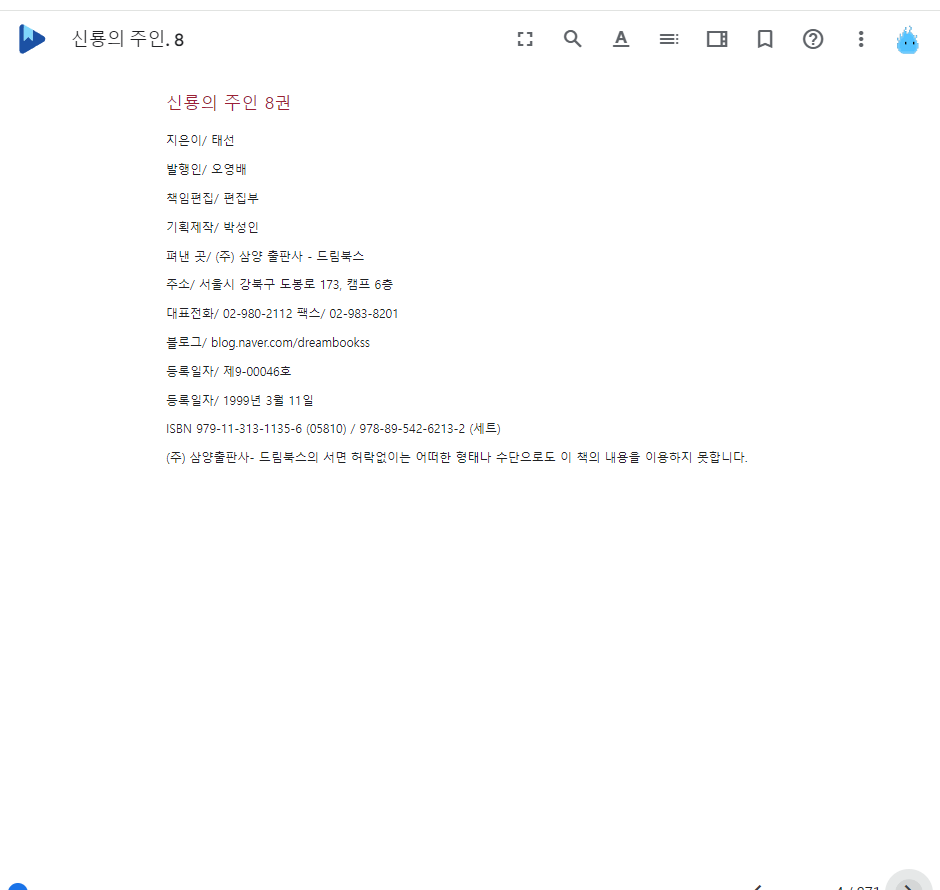 신룡의 주인. 8
신룡의 주인 8권
지은이/ 태선
발행인/ 오영배
책임편집/ 편집부
기획제작/ 박성인
펴낸 곳/ (주) 삼양 출판사 - 드림북스
주소/ 서울시 강북구 도봉로 173, 캠프 6층
대표전화/ 02-980-2112 팩스/ 02-983-8201
블로그/ blog.naver.com/dreambookss
등록일자/ 제9-00046호
등록일자/ 1999년 3월 11일
ISBN 979-11-313-1135-6 (05810) / 978-89-542-6213-2 (세트)
(주) 삼양출판사- 드림북스의 서면 허락없이는 어떠한 형태나 수단으로도 이 책의 내용을 이용하지 못합니다.